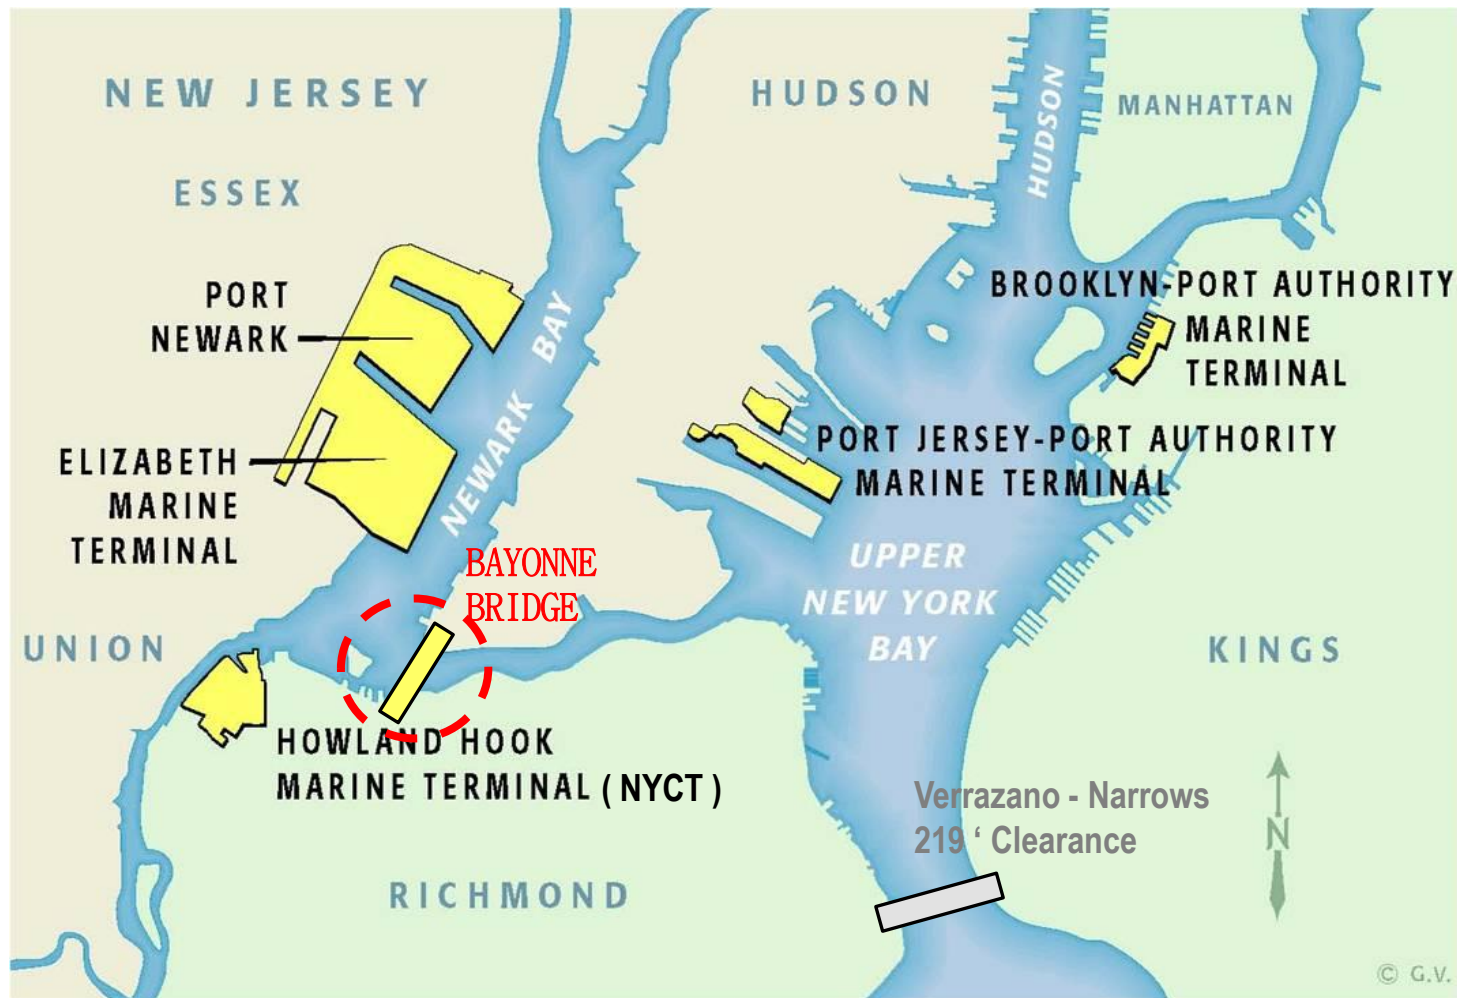 NEW JERSEY
HUDSON
MANHATTAN
HUDSON
ESSEX
PORT
NEWARK
BROOKLYN-PORT AUTHORITY
MARINE
TERMINAL
NEWARK BAY
ELIZABETH
MARINE
TERMINAL
PORT JERSEY-PORT AUTHORITY
MARINE TERMINAL
BAYONNE
BRIDGE
UPPER
NEW YORK
BAY
UNION
KINGS
HOWLAND HOOK
MARINE TERMINAL ( NYCT )
Verrazano - Narrows
219 ‘ Clearance
N
RICHMOND
© G.V.